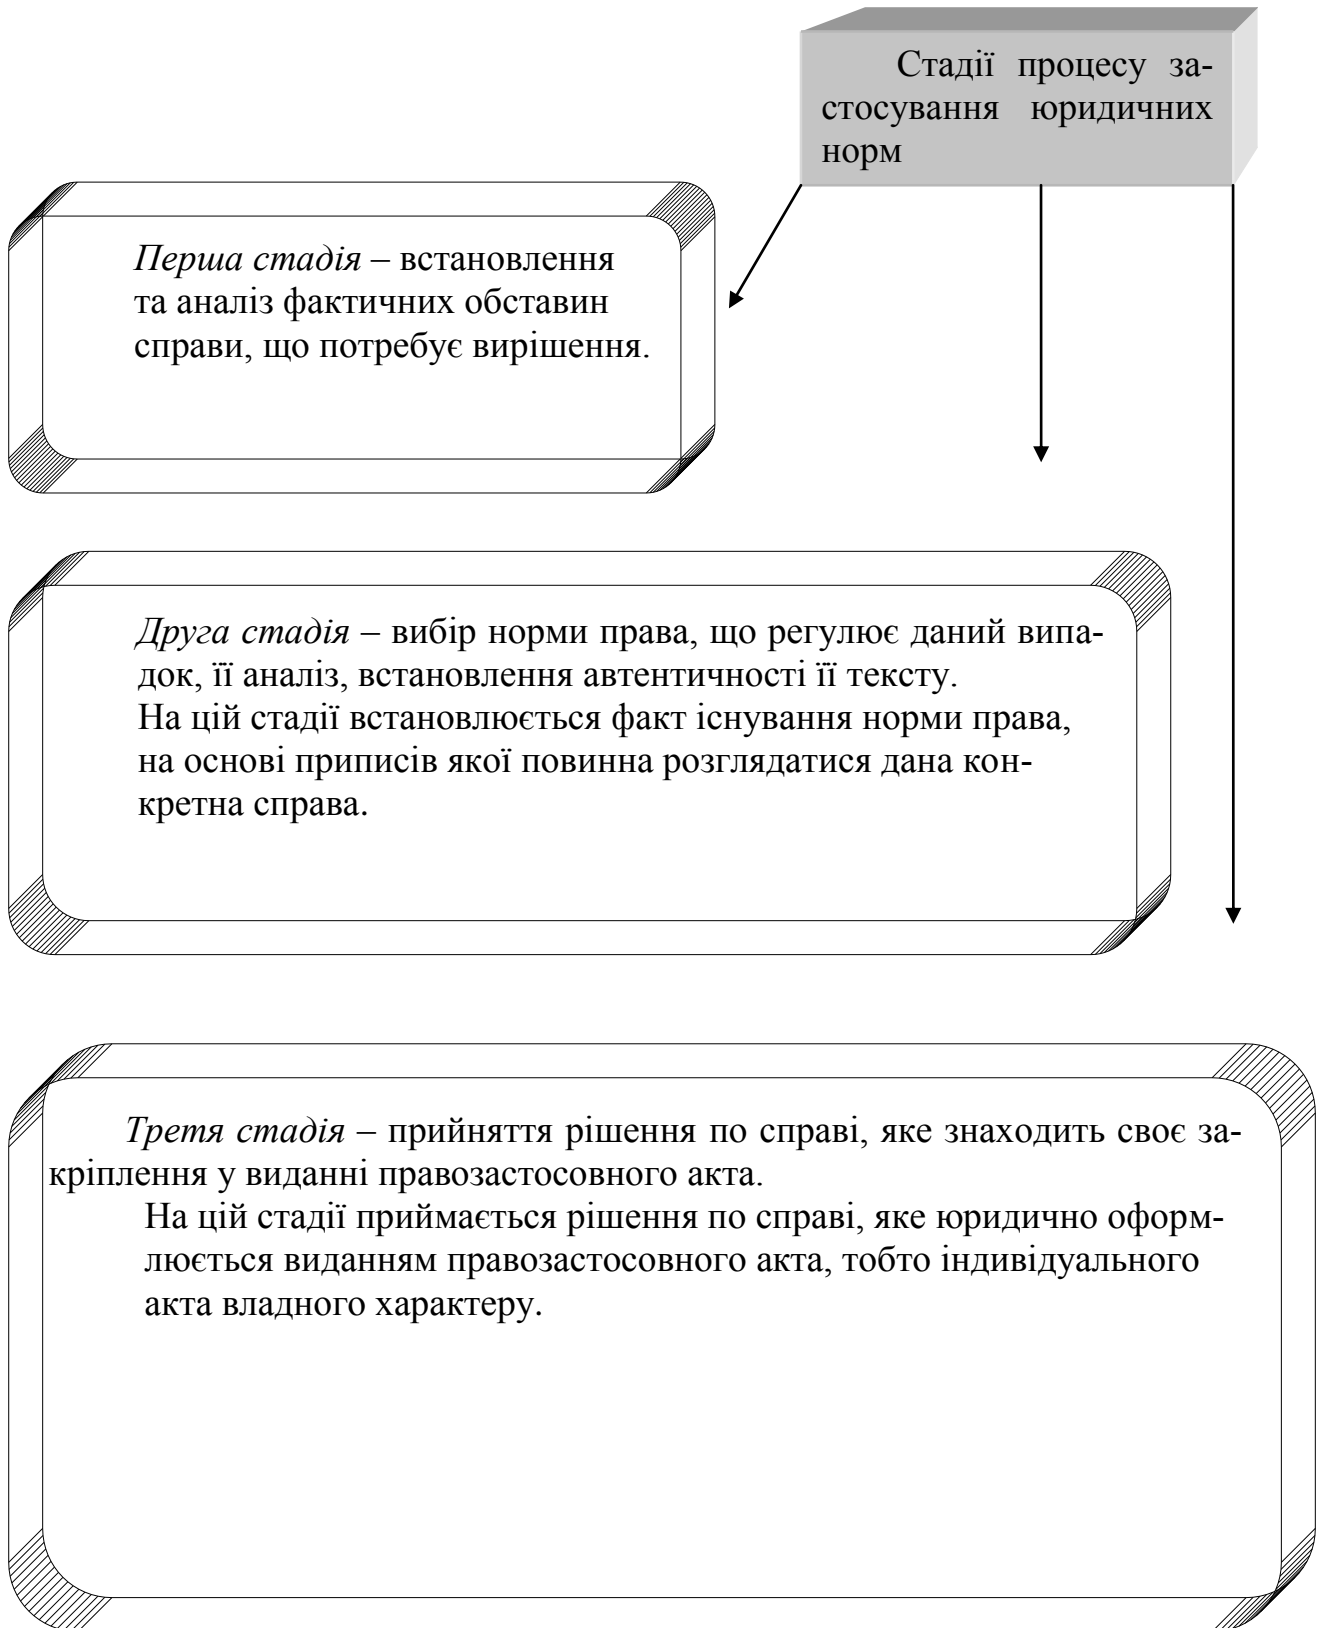 Стадії процесу за-
стосування юридичних
норм
Перша стадія – встановлення
та аналіз фактичних обставин
справи, що потребує вирішення.
Друга стадія – вибір норми права, що регулює даний випа-
док, її аналіз, встановлення автентичності її тексту.
На цій стадії встановлюється факт існування норми права,
на основі приписів якої повинна розглядатися дана кон-
кретна справа.
Третя стадія – прийняття рішення по справі, яке знаходить своє за-
кріплення у виданні правозастосовного акта.
На цій стадії приймається рішення по справі, яке юридично оформ-
люється виданням правозастосовного акта, тобто індивідуального
акта владного характеру.